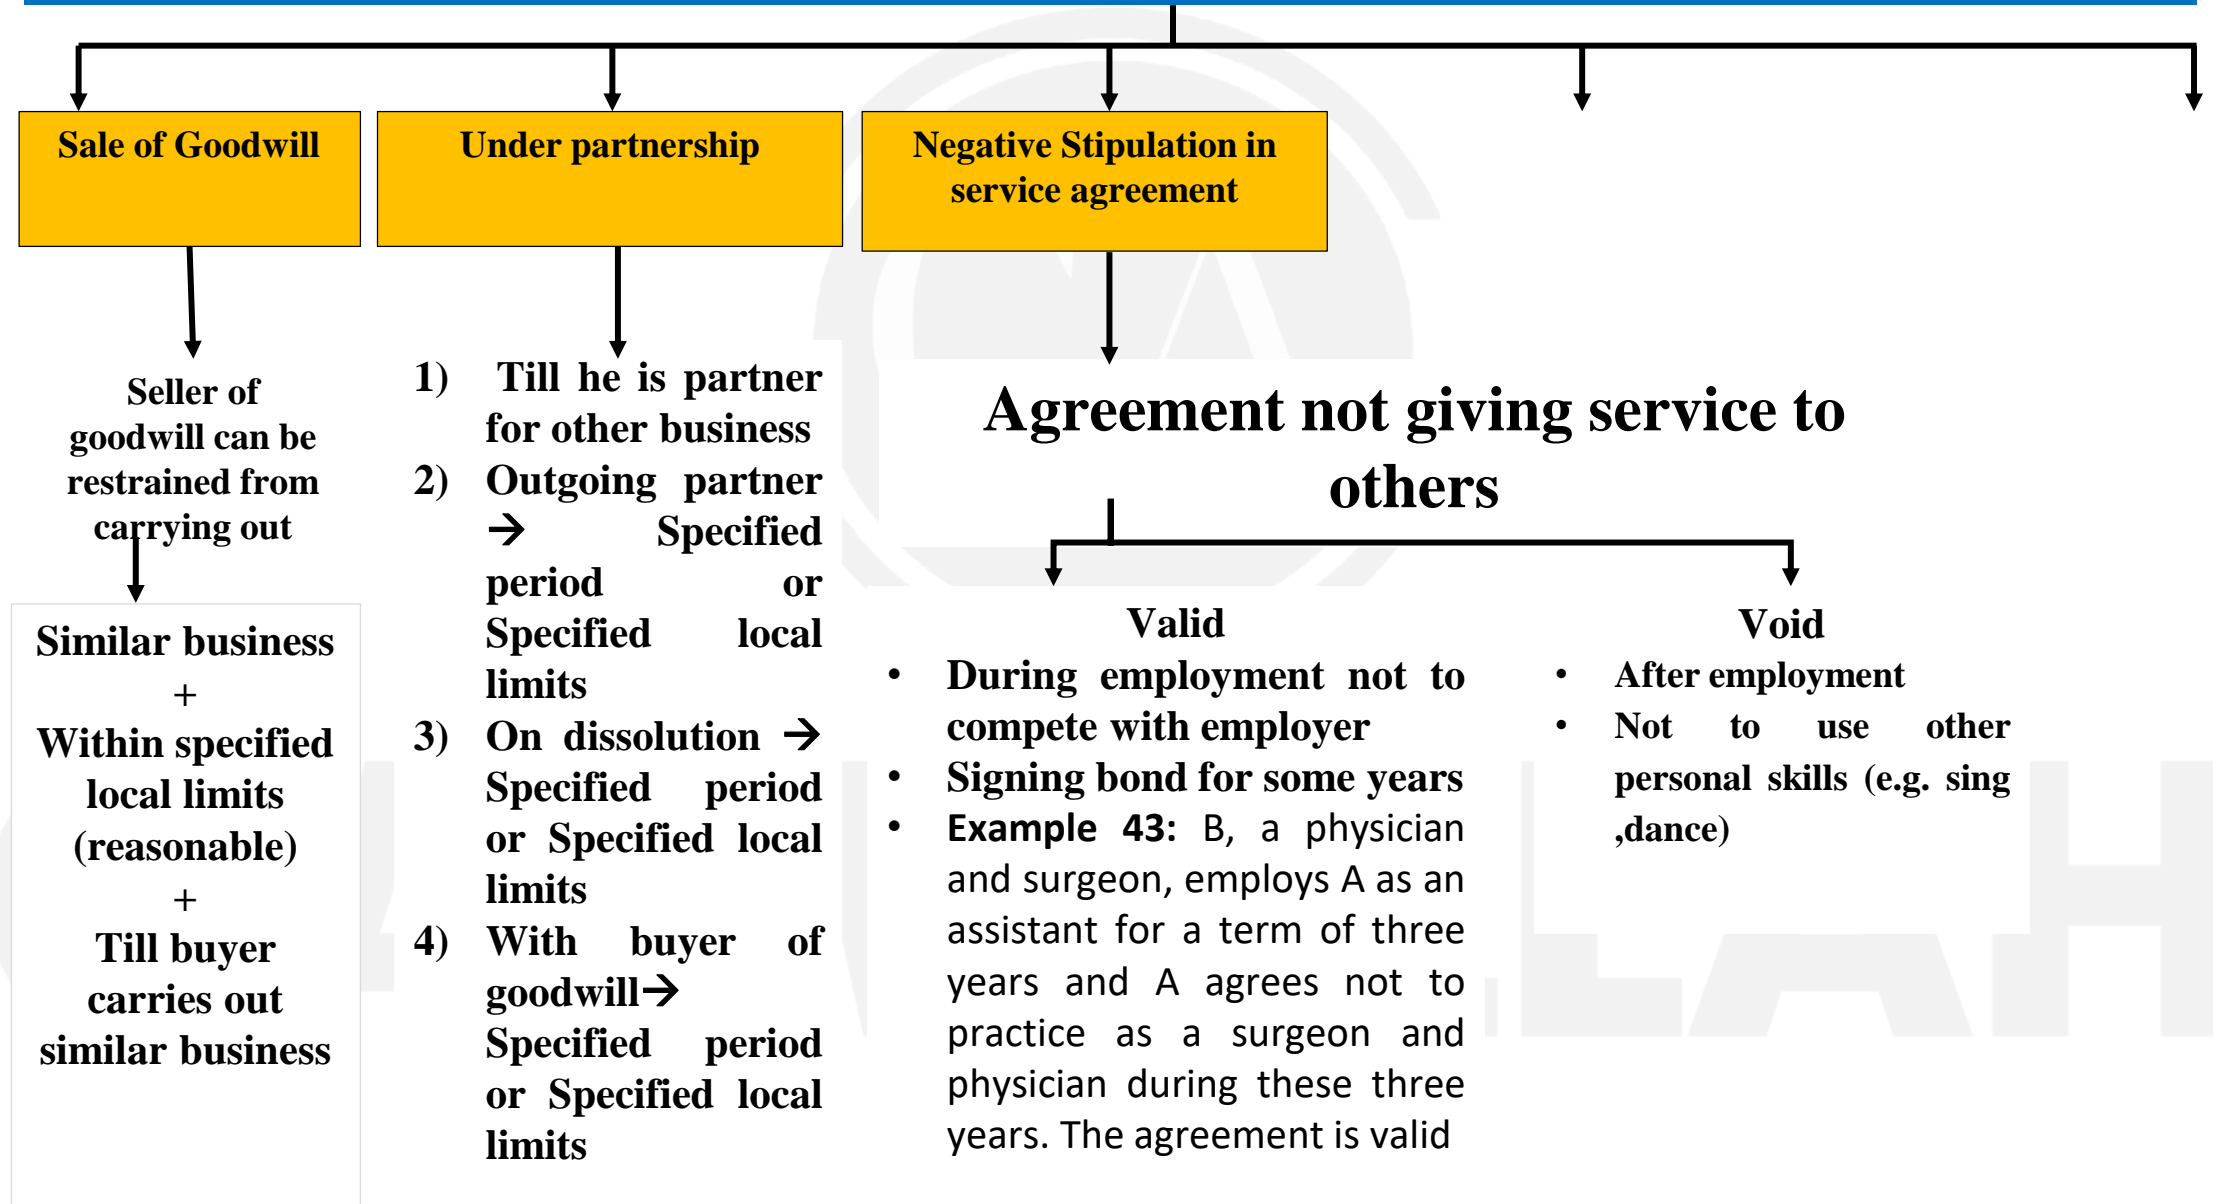 Sale of Goodwill
Under partnership
Negative Stipulation in
service agreement
Seller of
goodwill can be
restrained from
carrying out
Similar business
+
Within specified
local limits
(reasonable)
+
Till buyer
carries out
similar business
1) Till he is partner
for other business
2) Outgoing partner
→ Specified
period or
Specified local
limits
3) On dissolution →
Specified period
or Specified local
limits
4) With buyer of
goodwill→
Specified period
or Specified local
limits
Agreement not giving service to
others
Valid
• During employment not to
compete with employer
• Signing bond for some years
• Example 43: B, a physician
and surgeon, employs A as an
assistant for a term of three
years and A agrees not to
practice as a surgeon and
physician during these three
years. The agreement is valid
Void
• After employment
• Not to use other
personal skills (e.g. sing
,dance)